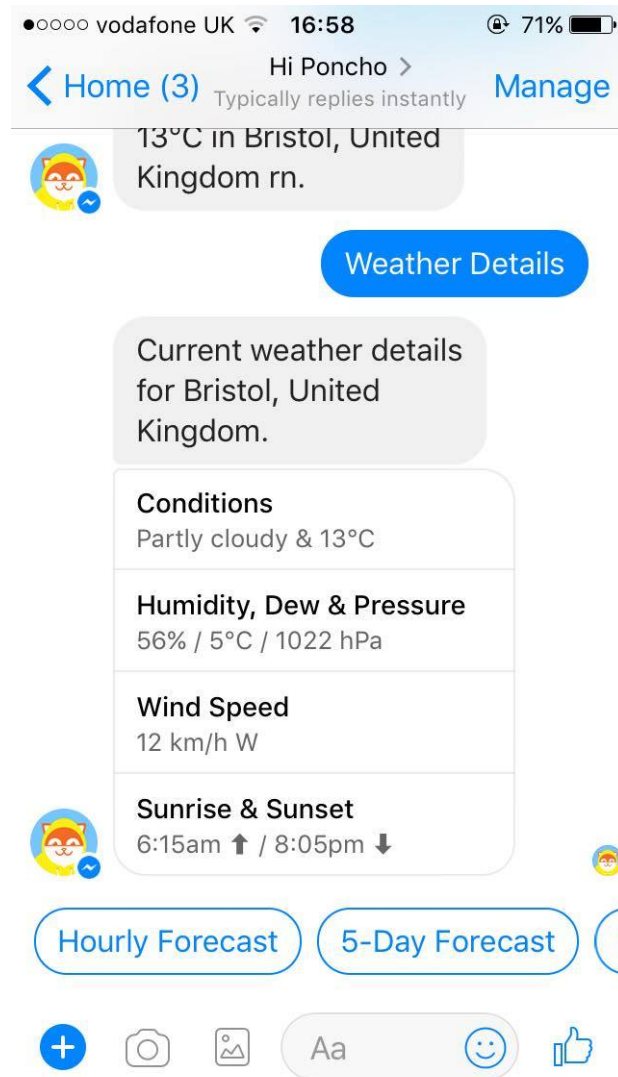 vodafone UK 16:58 71%
Home (3) Hi Poncho > Manage
Typically replies instantly
13°C in Bristol, United
Kingdom rn.
Weather Details
Current weather details
for Bristol, United
Kingdom.
Conditions
Partly cloudy & 13°C
Humidity, Dew & Pressure
56% / 5°C / 1022 hPa
Wind Speed
12 km/h W
Sunrise & Sunset
6:15am ⬆ / 8:05pm ⬇
Hourly Forecast 5-Day Forecast
Aa